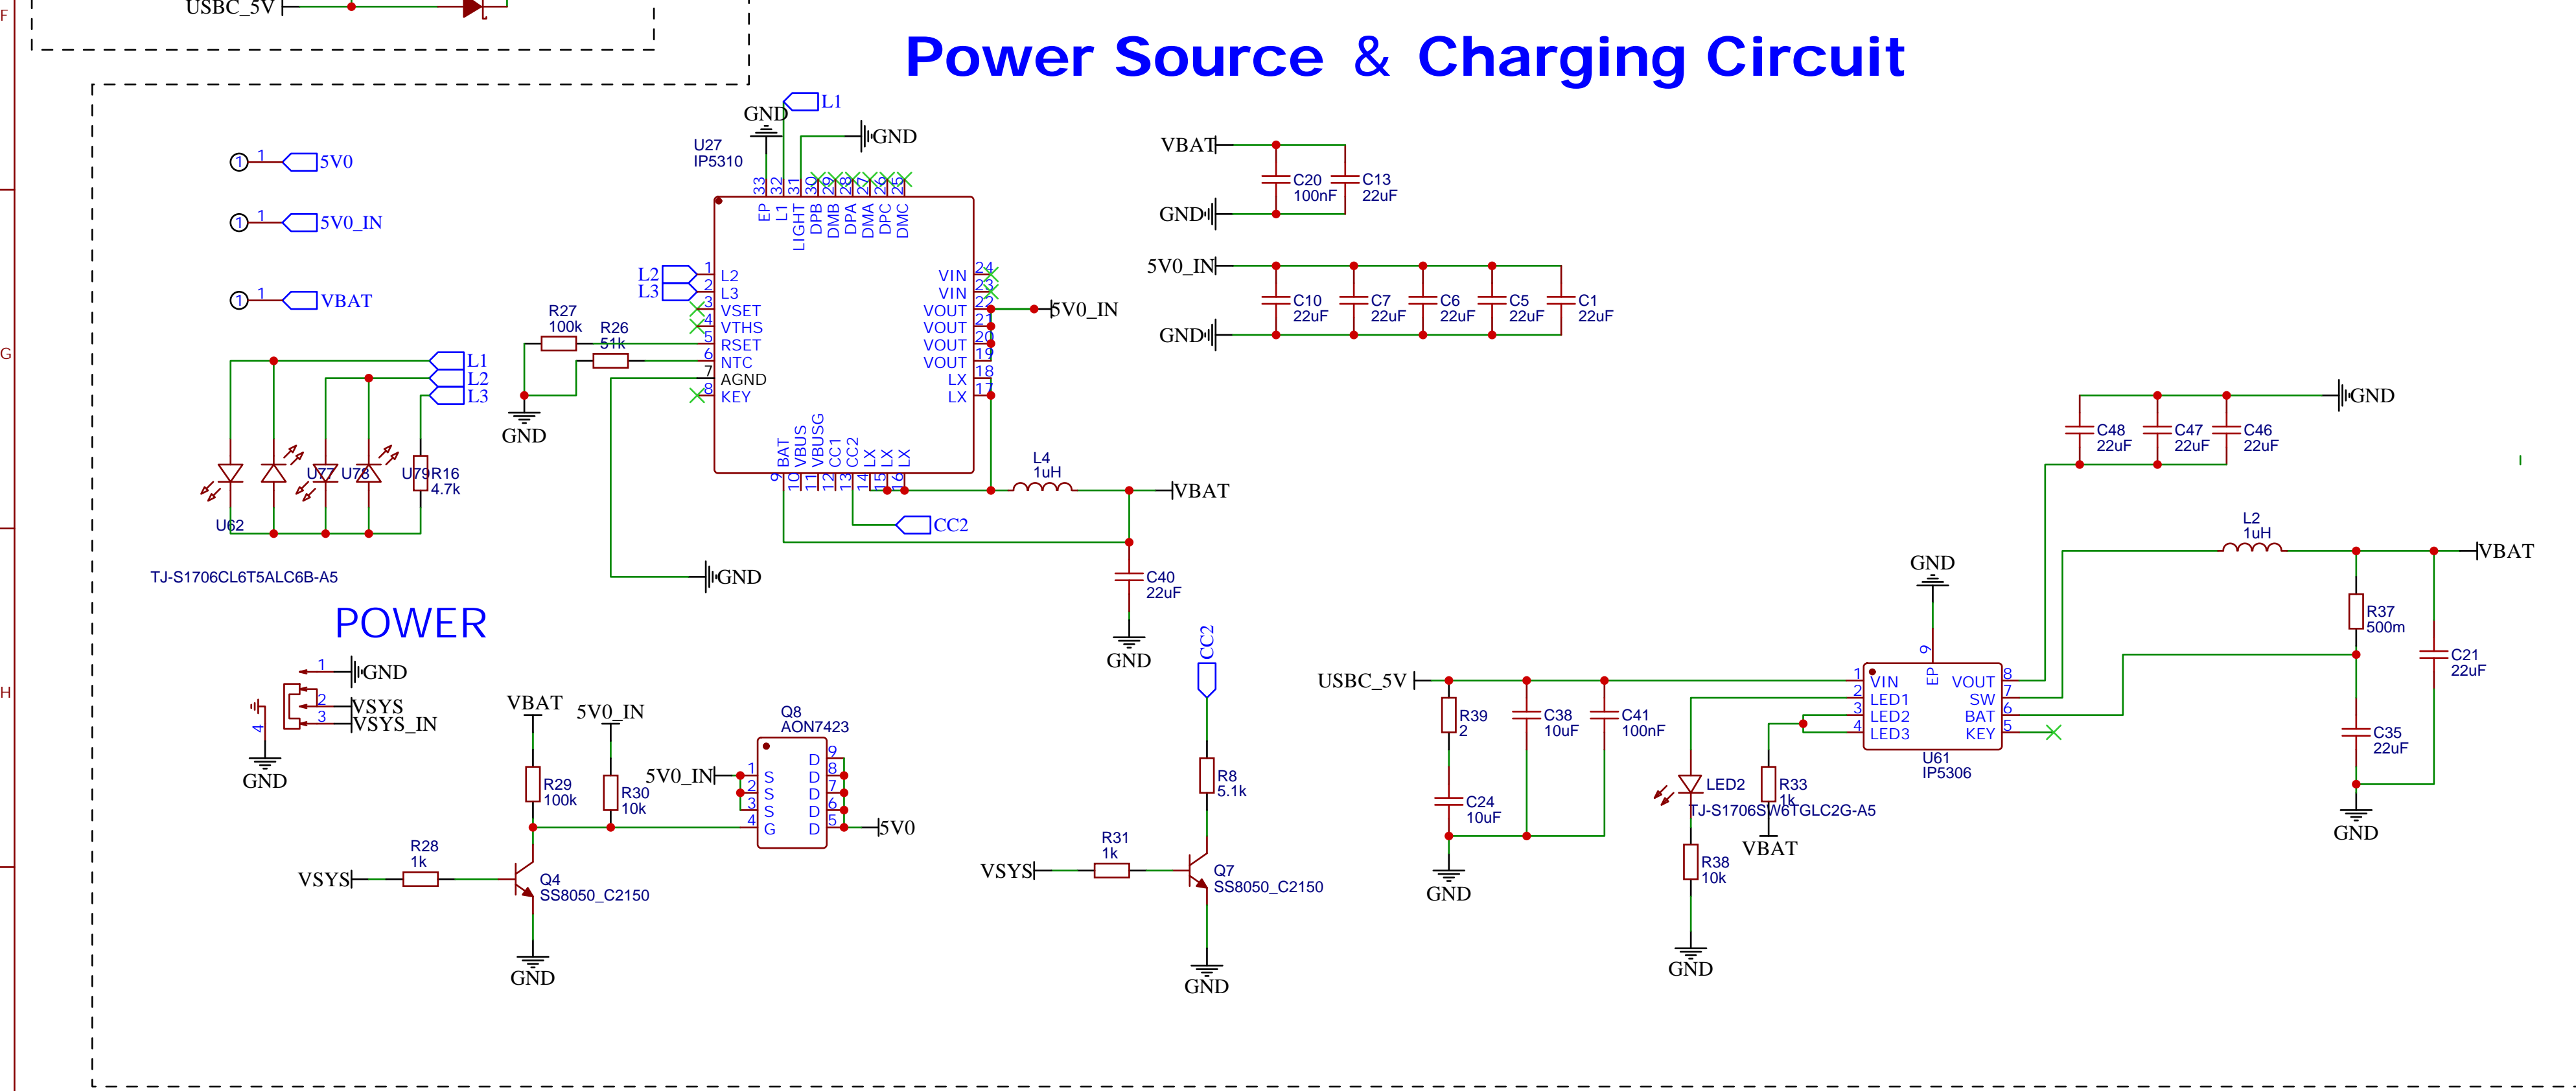 F
USBC_5V
Power Source & Charging Circuit
L1
GND
GND
U27
IP5310
1 1 5V0
1 1 5V0_IN
1 1 VBAT
33 32 31 30 29 28 27 26 25
EP L1 LIGHT DPB DMB DPA DMA DPC DMC
VBAT
C20
100nF
C13
22uF
GND
L2 1 L2
L3 2 L3
3 VSET
4 VTHS
5 RSET
6 NTC
7 AGND
8 KEY
VIN 24
VIN 23
VOUT 22
VOUT 21
VOUT 20
VOUT 19
LX 18
LX 17
5V0_IN
BAT VBUS VBUSG CC1 CC2 LX LX LX
9 10 11 12 13 14 15 16
R27
100k
R26
51k
GND
5V0_IN
C10
22uF
C7
22uF
C6
22uF
C5
22uF
C1
22uF
GND
G
L1
L2
L3
U77
U78
U79
R16
4.7k
U62
TJ-S1706CL6T5ALC6B-A5
L4
1uH
VBAT
CC2
GND
C40
22uF
GND
GND
C48
22uF
C47
22uF
C46
22uF
L2
1uH
VBAT
R37
500m
C21
22uF
C35
22uF
GND
POWER
H
1 GND
2 VSYS
3 VSYS_IN
4
GND
VBAT
5V0_IN
R29
100k
R30
10k
Q8
AON7423
5V0_IN
1 S
2 S
3 S
4 G
D 9
D 8
D 7
D 6
D 5
5V0
R28
1k
VSYS
Q4
SS8050_C2150
GND
CC2
R8
5.1k
R31
1k
VSYS
Q7
SS8050_C2150
GND
USBC_5V
R39
2
C38
10uF
C41
100nF
C24
10uF
GND
GND
9
EP
1 VIN
2 LED1
3 LED2
4 LED3
VOUT 8
SW 7
BAT 6
KEY 5
U61
IP5306
LED2
TJ-S1706SW6TGLC2G-A5
R33
1k
VBAT
R38
10k
GND